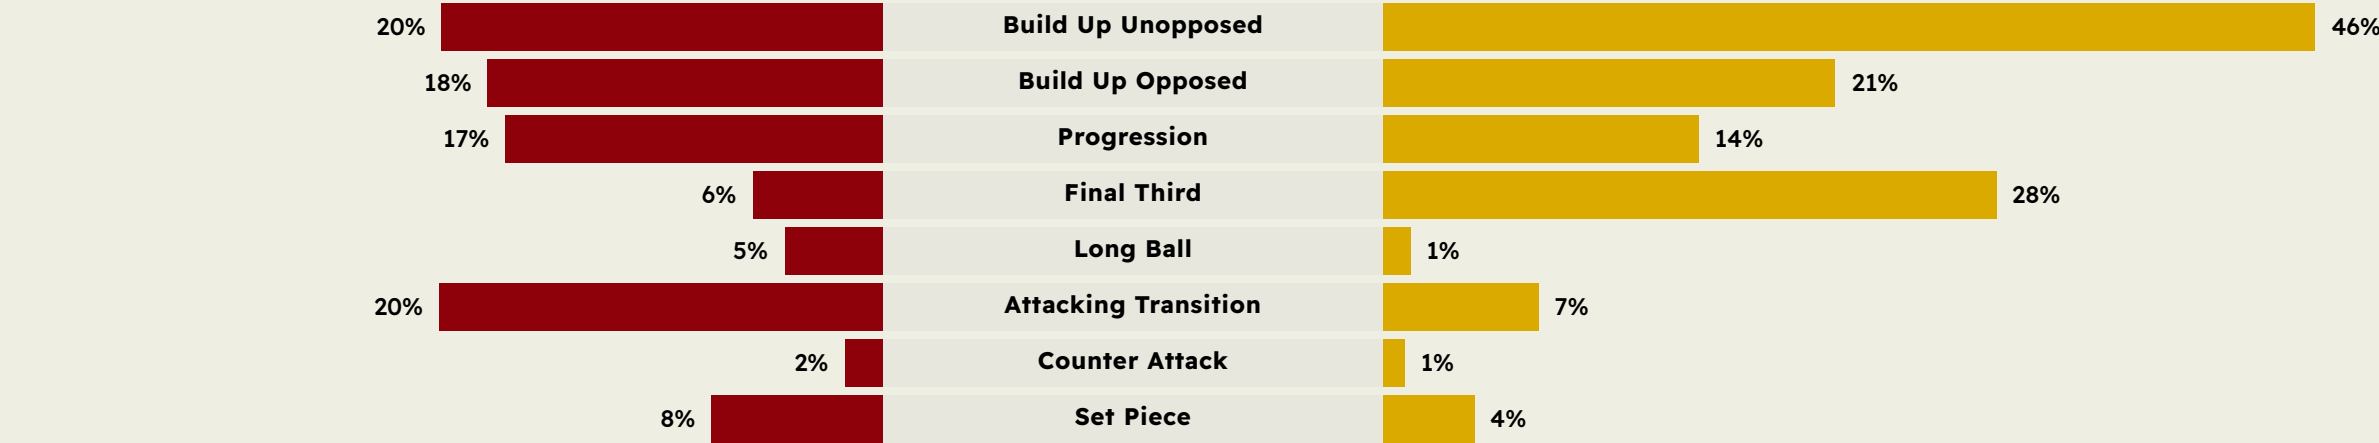 20% Build Up Unopposed 46%
18% Build Up Opposed 21%
17% Progression 14%
6% Final Third 28%
5% Long Ball 1%
20% Attacking Transition 7%
2% Counter Attack 1%
8% Set Piece 4%